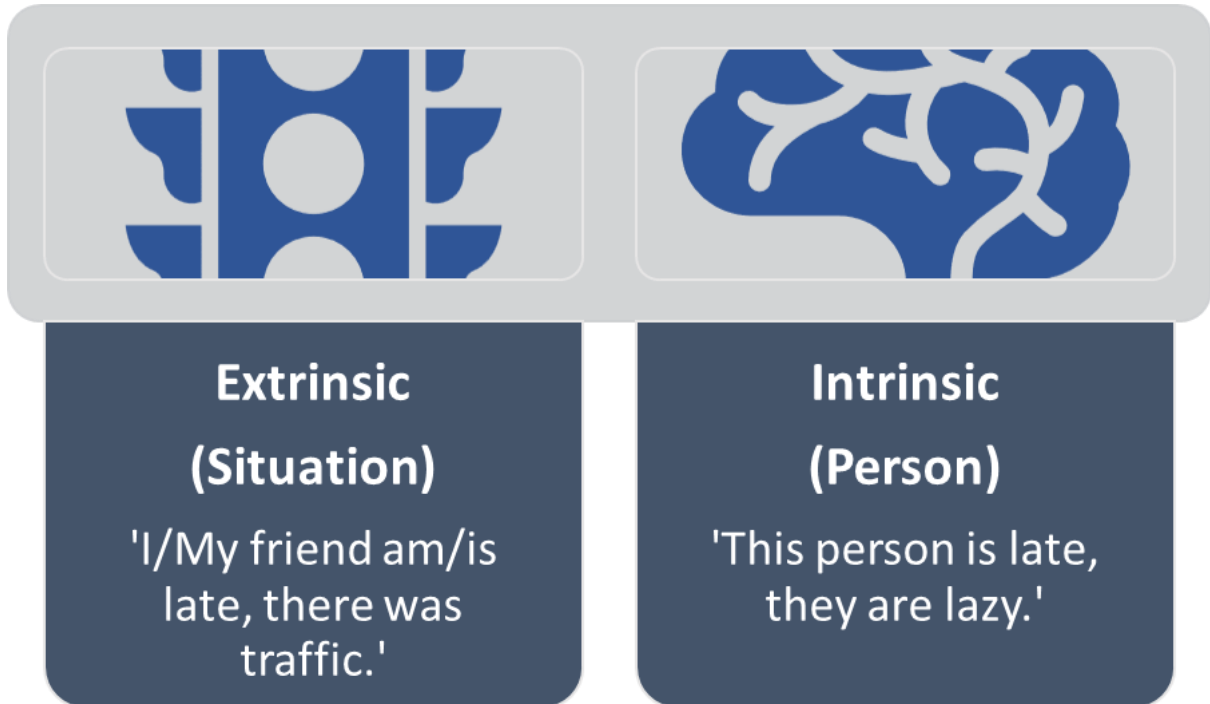 Extrinsic
(Situation)
'I/My friend am/is
late, there was
traffic.'
Intrinsic
(Person)
'This person is late,
they are lazy.'